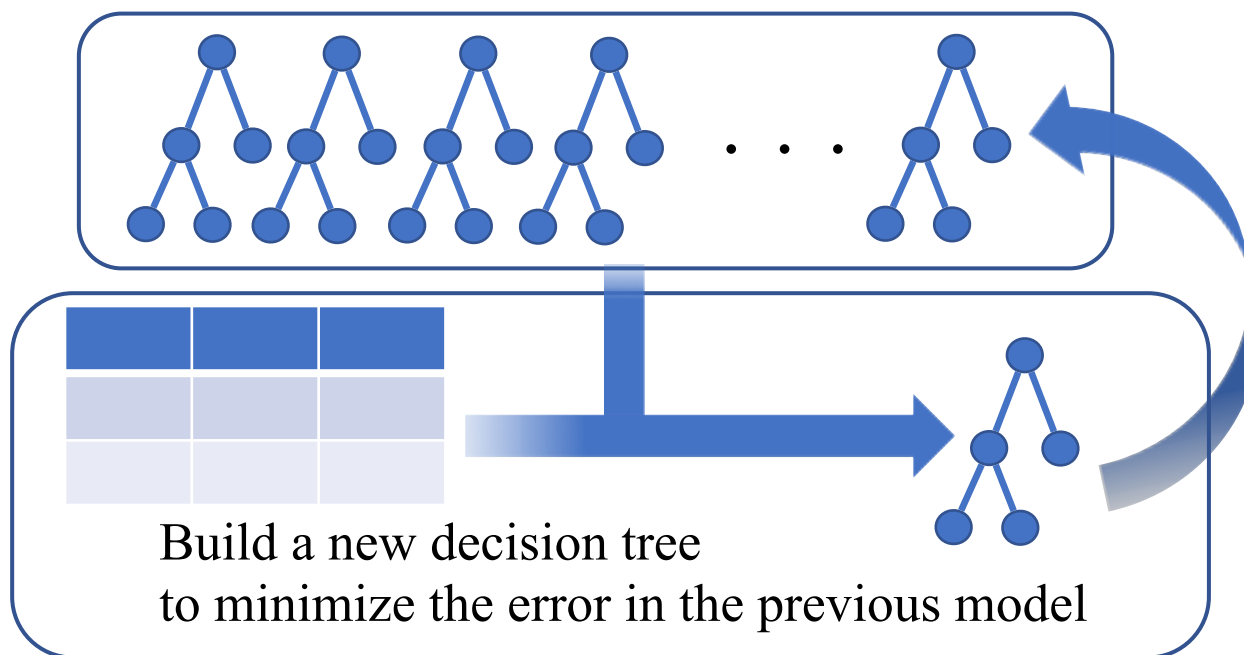 Build a new decision tree
to minimize the error in the previous model